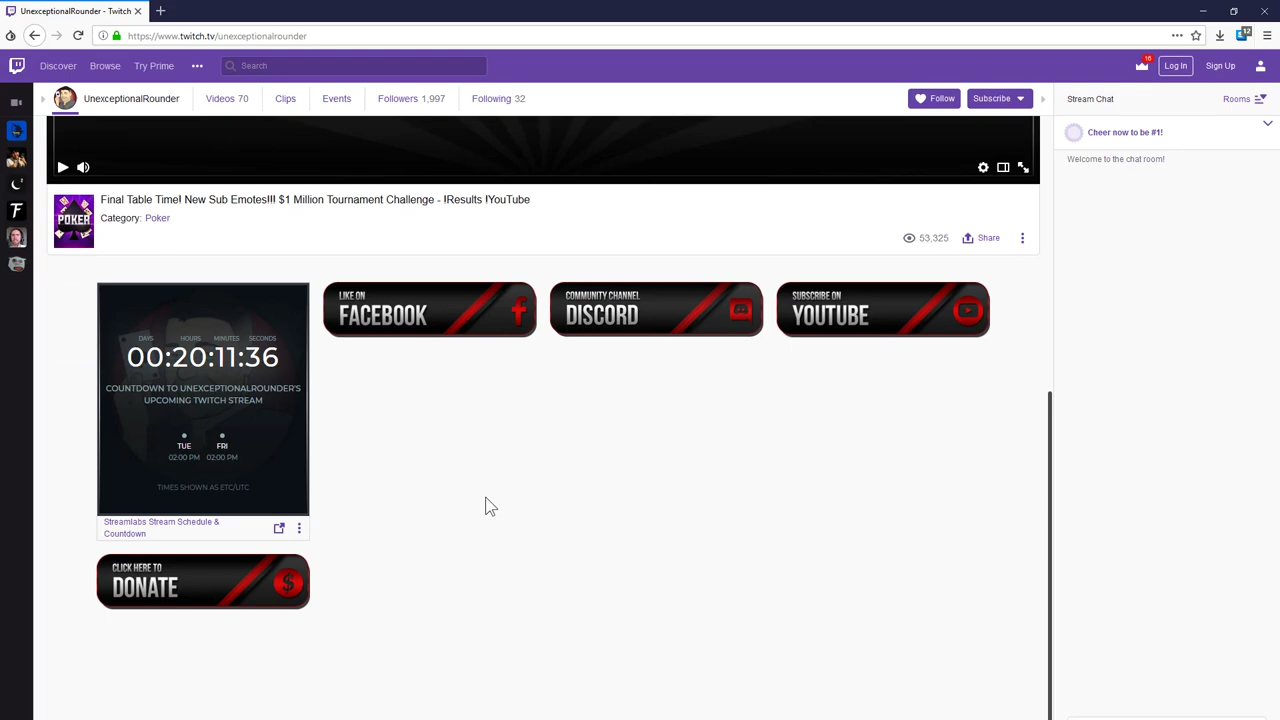 UnexceptionalRounder - Twitch
https://www.twitch.tv/unexceptionalrounder
12
Discover
Browse
Try Prime
Search
16
Log In
Sign Up
UnexceptionalRounder
Videos 70
Clips
Events
Followers 1,997
Following 32
Follow
Subscribe
Stream Chat
Rooms
Cheer now to be #1!
Welcome to the chat room!
POKER
Final Table Time! New Sub Emotes!!! $1 Million Tournament Challenge - !Results !YouTube
Category: Poker
53,325
Share
DAYS HOURS MINUTES SECONDS
00:20:11:36
COUNTDOWN TO UNEXCEPTIONALROUNDER'S
UPCOMING TWITCH STREAM
TUE FRI
02:00 PM 02:00 PM
TIMES SHOWN AS ETC/UTC
Streamlabs Stream Schedule &
Countdown
LIKE ON
FACEBOOK
COMMUNITY CHANNEL
DISCORD
SUBSCRIBE ON
YOUTUBE
CLICK HERE TO
DONATE
$